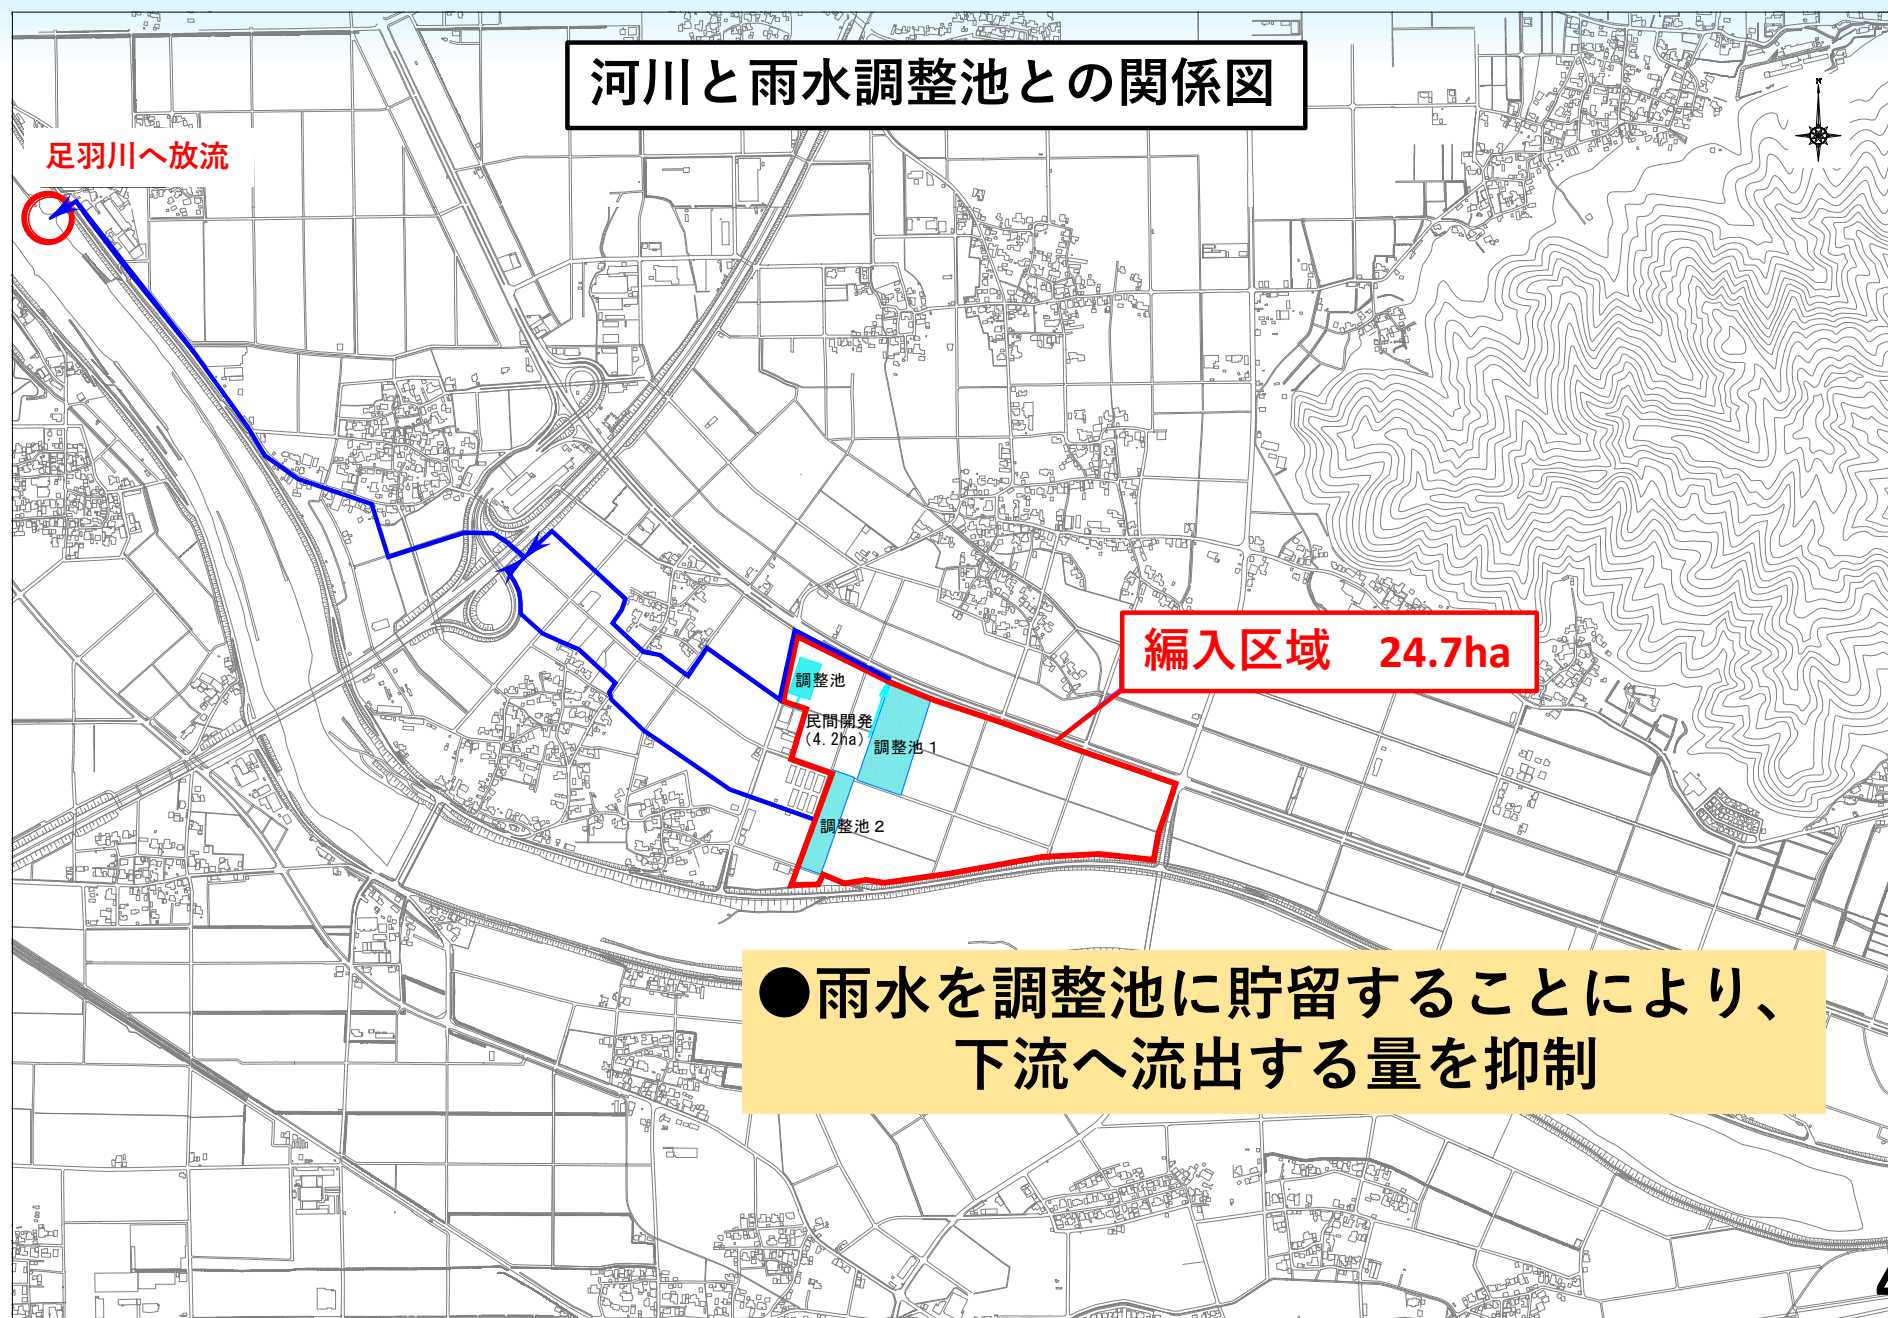 河川と雨水調整池との関係図
足羽川へ放流
編入区域　24.7ha
調整池
民間開発
(4.2ha)
調整池１
調整池２
●雨水を調整池に貯留することにより、
下流へ流出する量を抑制